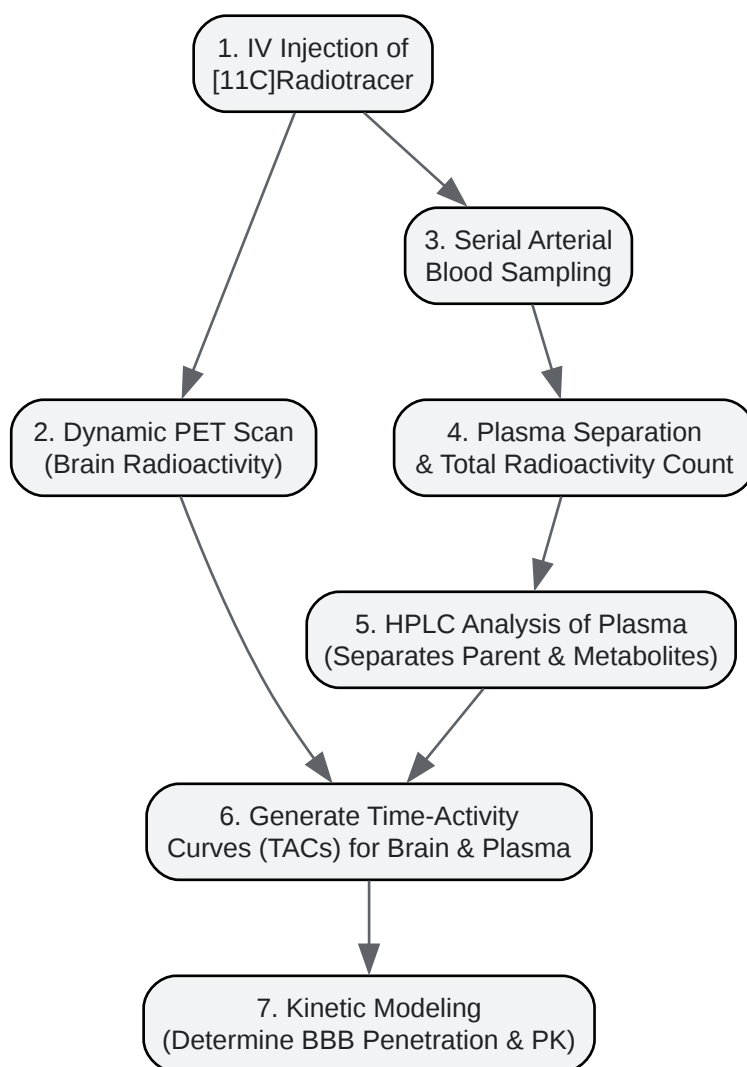 1. IV Injection of
[11C]Radiotracer
3. Serial Arterial
Blood Sampling
2. Dynamic PET Scan
(Brain Radioactivity)
4. Plasma Separation
& Total Radioactivity Count
5. HPLC Analysis of Plasma
(Separates Parent & Metabolites)
6. Generate Time-Activity
Curves (TACs) for Brain & Plasma
7. Kinetic Modeling
(Determine BBB Penetration & PK)